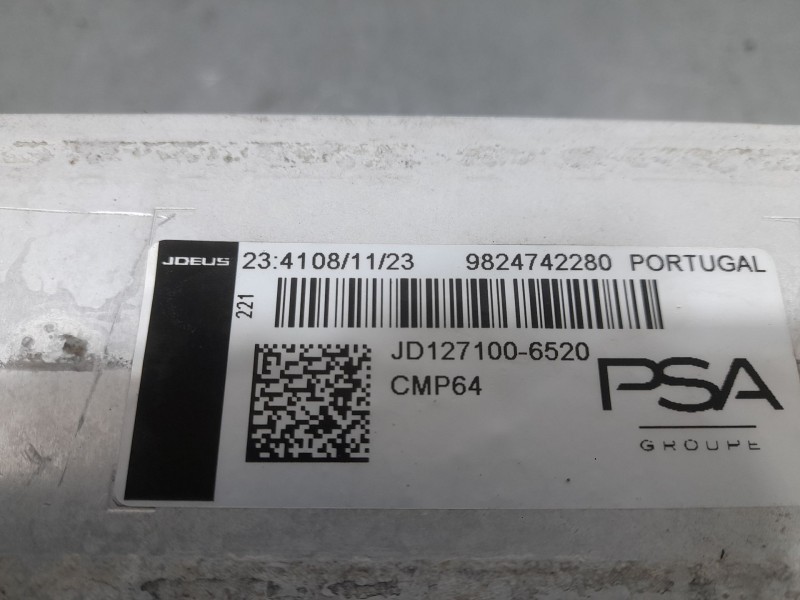 JDEUS
23:4108/11/23 9824742280 PORTUGAL
221
JD127100-6520
CMP64
PSA
GROUPE